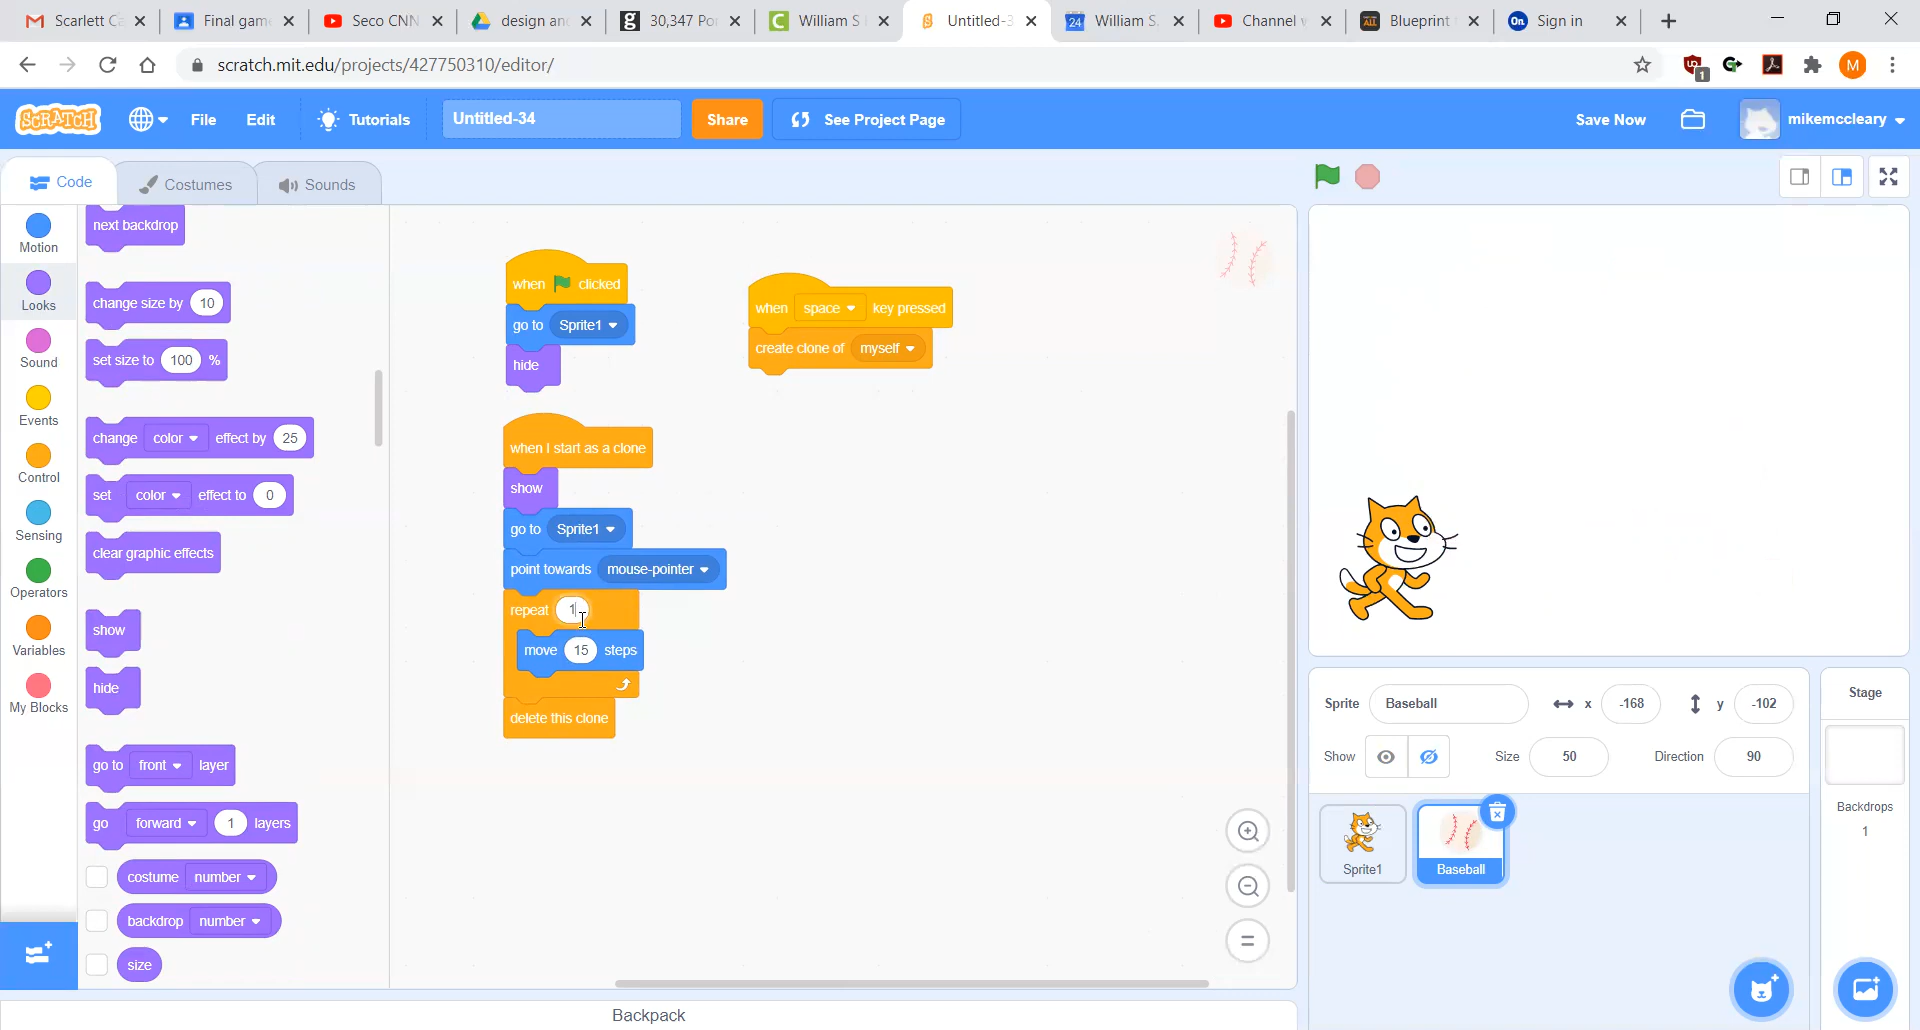 Scarlett Ca
Final game
Seco CNN
design and
30,347 Po
William S
Untitled-3
24
William S.
Channel
Blueprint
On
Sign in
scratch.mit.edu/projects/427750310/editor/
1
M
SCRATCH
File
Edit
Tutorials
Untitled-34
Share
See Project Page
Save Now
mikemccleary
Code
Costumes
Sounds
Motion
Looks
Sound
Events
Control
Sensing
Operators
Variables
My Blocks
next backdrop
change size by 10
set size to 100 %
change color effect by 25
set color effect to 0
clear graphic effects
show
hide
go to front layer
go forward 1 layers
costume number
backdrop number
size
when clicked
go to Sprite1
hide
when space key pressed
create clone of myself
when I start as a clone
show
go to Sprite1
point towards mouse-pointer
repeat 1
move 15 steps
delete this clone
Backpack
Sprite Baseball x -168 y -102
Show Size 50 Direction 90
Sprite1
Baseball
Stage
Backdrops
1